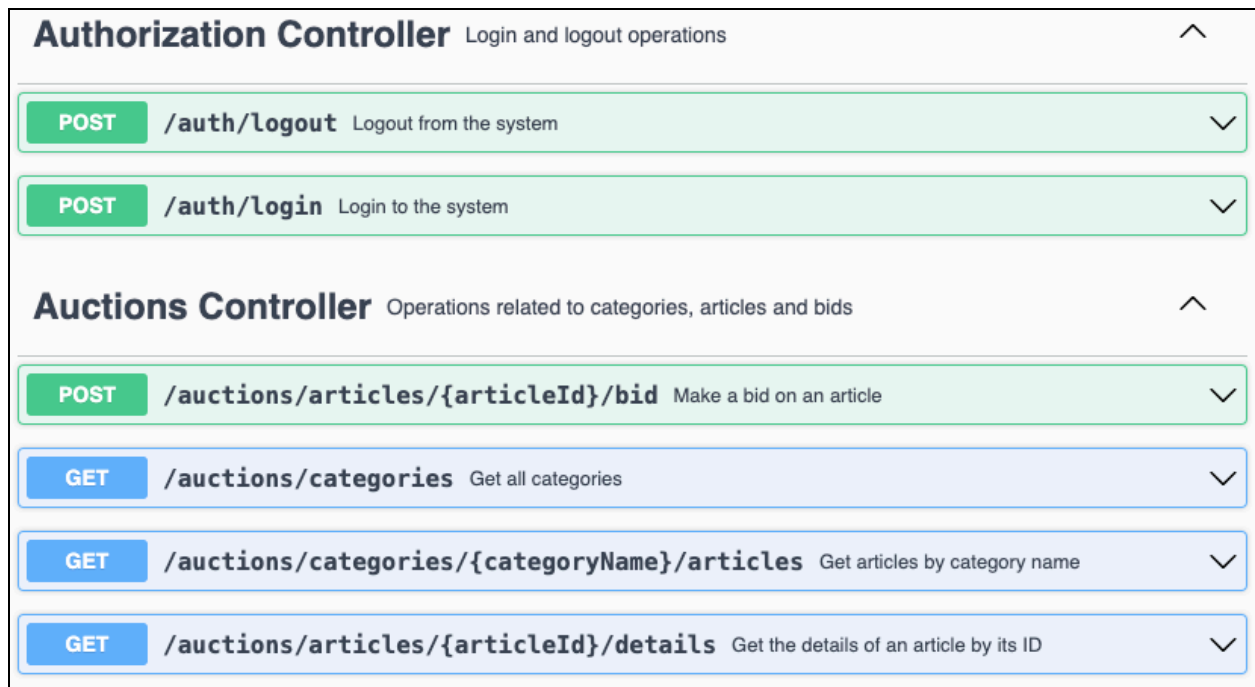 Authorization Controller Login and logout operations
POST /auth/logout Logout from the system
POST /auth/login Login to the system
Auctions Controller Operations related to categories, articles and bids
POST /auctions/articles/{articleId}/bid Make a bid on an article
GET /auctions/categories Get all categories
GET /auctions/categories/{categoryName}/articles Get articles by category name
GET /auctions/articles/{articleId}/details Get the details of an article by its ID